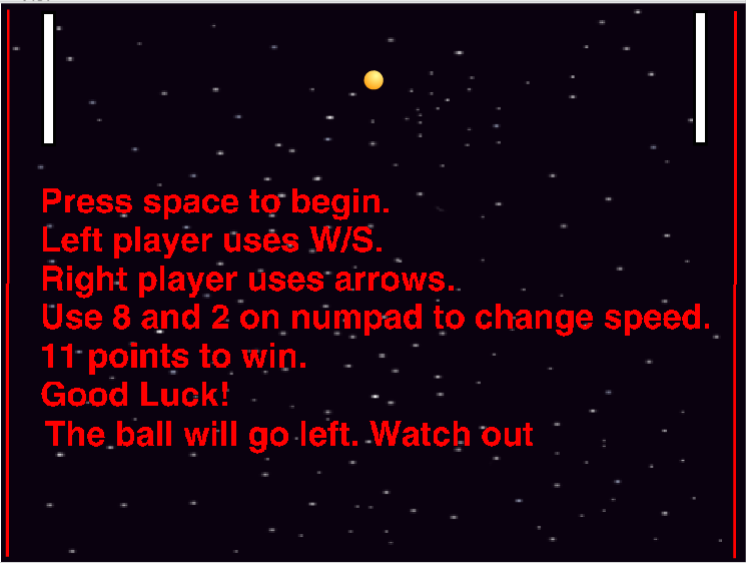 Press space to begin.
Left player uses W/S.
Right player uses arrows.
Use 8 and 2 on numpad to change speed.
11 points to win.
Good Luck!
The ball will go left. Watch out